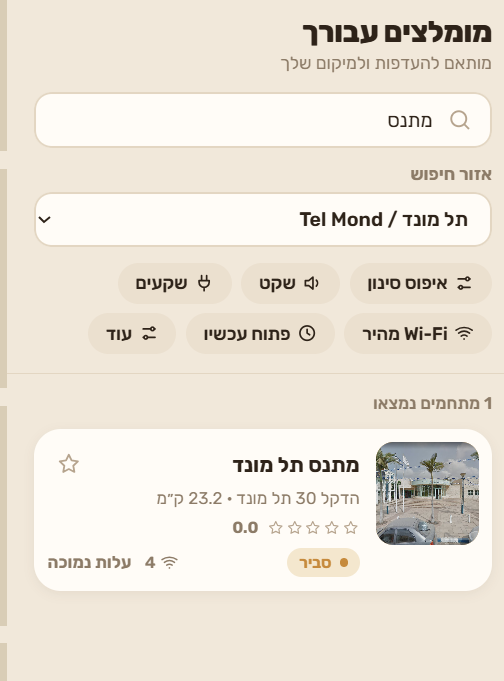 מומלצים עבורך
מותאם להעדפות ולמיקום שלך
מתנס
אזור חיפוש
תל מונד / Tel Mond
איפוס סינון
שקט
שקעים
Wi-Fi מהיר
פתוח עכשיו
עוד
1 מתחמים נמצאו
מתנס תל מונד
הדקל 30 תל מונד • 23.2 ק״מ
0.0
סביר
4
עלות נמוכה